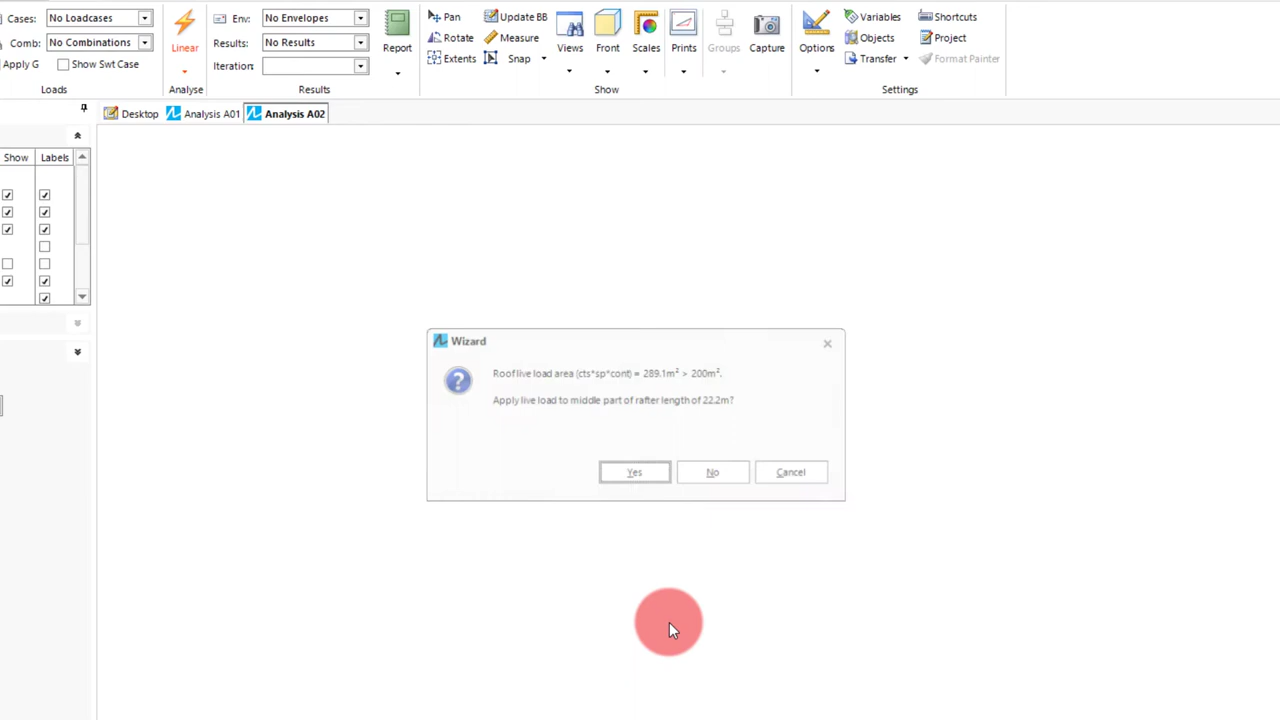 Cases: No Loadcases
Comb: No Combinations
Apply G Show Swt Case
Loads
Linear
Analyse
Env: No Envelopes
Results: No Results
Iteration:
Results
Report
Pan
Rotate
Extents
Update BB
Measure
Snap
Views
Front
Scales
Prints
Groups
Capture
Show
Options
Variables
Objects
Transfer
Shortcuts
Project
Format Painter
Settings
Desktop Analysis A01 Analysis A02
Show Labels
Wizard
Roof live load area (cts*sp*cont) = 289.1m² > 200m².
Apply live load to middle part of rafter length of 22.2m?
Yes No Cancel